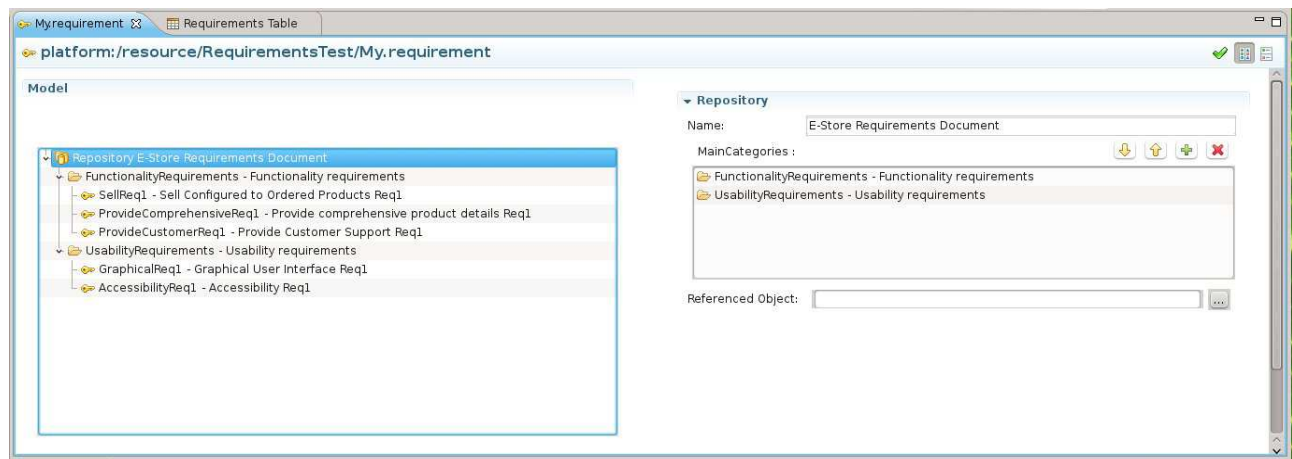 My.requirement
Requirements Table
platform:/resource/RequirementsTest/My.requirement
Model
Repository E-Store Requirements Document
FunctionalityRequirements - Functionality requirements
SellReq1 - Sell Configured to Ordered Products Req1
ProvideComprehensiveReq1 - Provide comprehensive product details Req1
ProvideCustomerReq1 - Provide Customer Support Req1
UsabilityRequirements - Usability requirements
GraphicalReq1 - Graphical User Interface Req1
AccessibilityReq1 - Accessibility Req1
Repository
Name: E-Store Requirements Document
MainCategories :
FunctionalityRequirements - Functionality requirements
UsabilityRequirements - Usability requirements
Referenced Object: ...